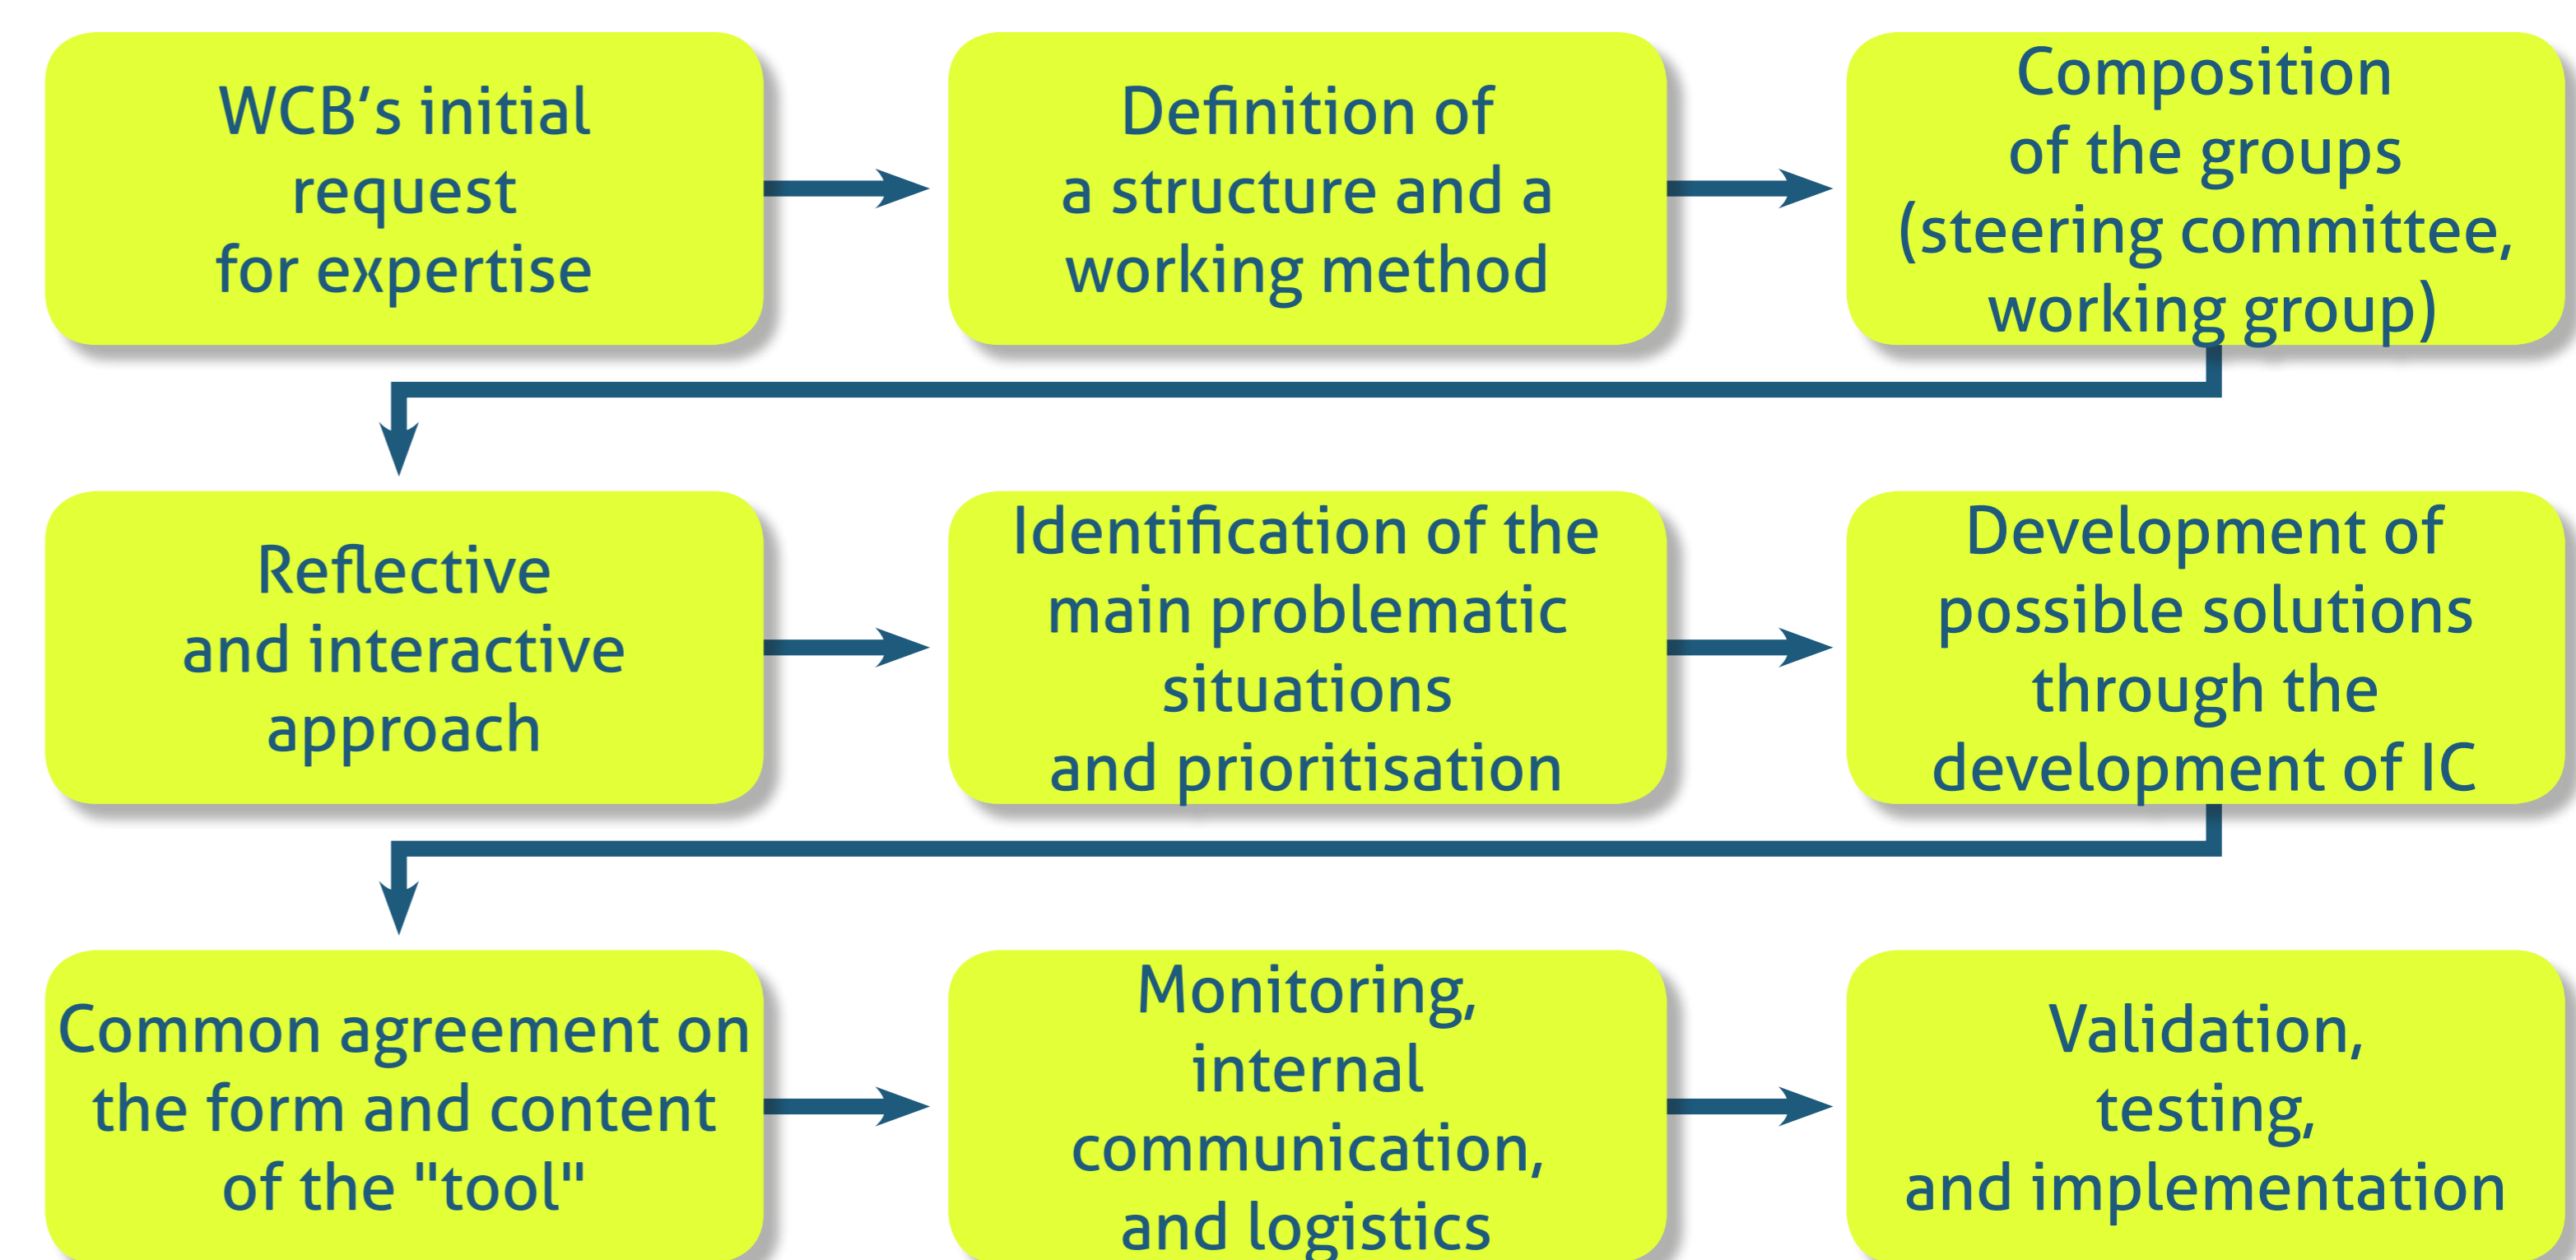 WCB’s initial
request
for expertise
Definition of
a structure and a
working method
Composition
of the groups
(steering committee,
working group)
Reflective
and interactive
approach
Identification of the
main problematic
situations
and prioritisation
Development of
possible solutions
through the
development of IC
Common agreement on
the form and content
of the "tool"
Monitoring,
internal
communication,
and logistics
Validation,
testing,
and implementation